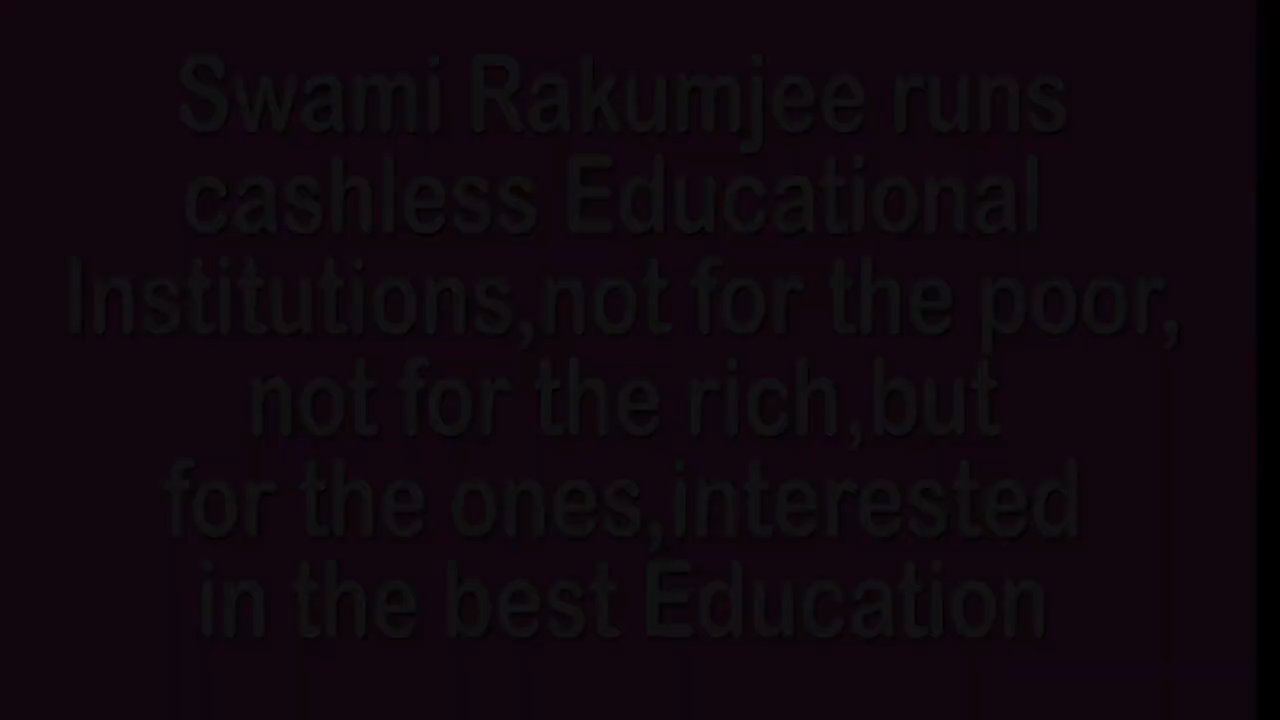 Swami Rakumjee runs
cashless Educational
Institutions,not for the poor,
not for the rich,but
for the ones,interested
in the best Education